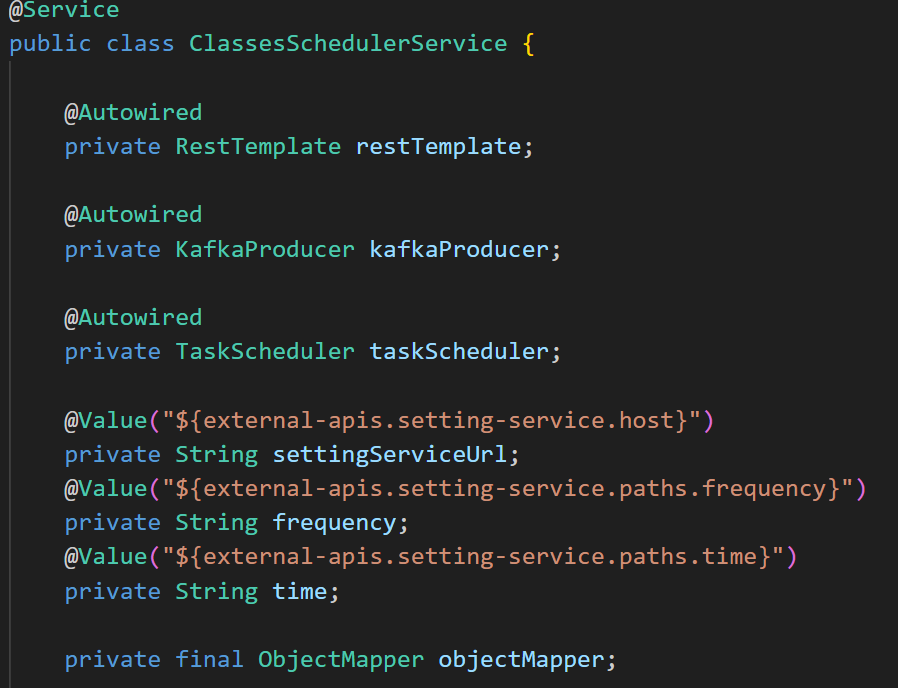 @Service
public class ClassesSchedulerService {
@Autowired
private RestTemplate restTemplate;
@Autowired
private KafkaProducer kafkaProducer;
@Autowired
private TaskScheduler taskScheduler;
@Value("${external-apis.setting-service.host}")
private String settingServiceUrl;
@Value("${external-apis.setting-service.paths.frequency}")
private String frequency;
@Value("${external-apis.setting-service.paths.time}")
private String time;
private final ObjectMapper objectMapper;